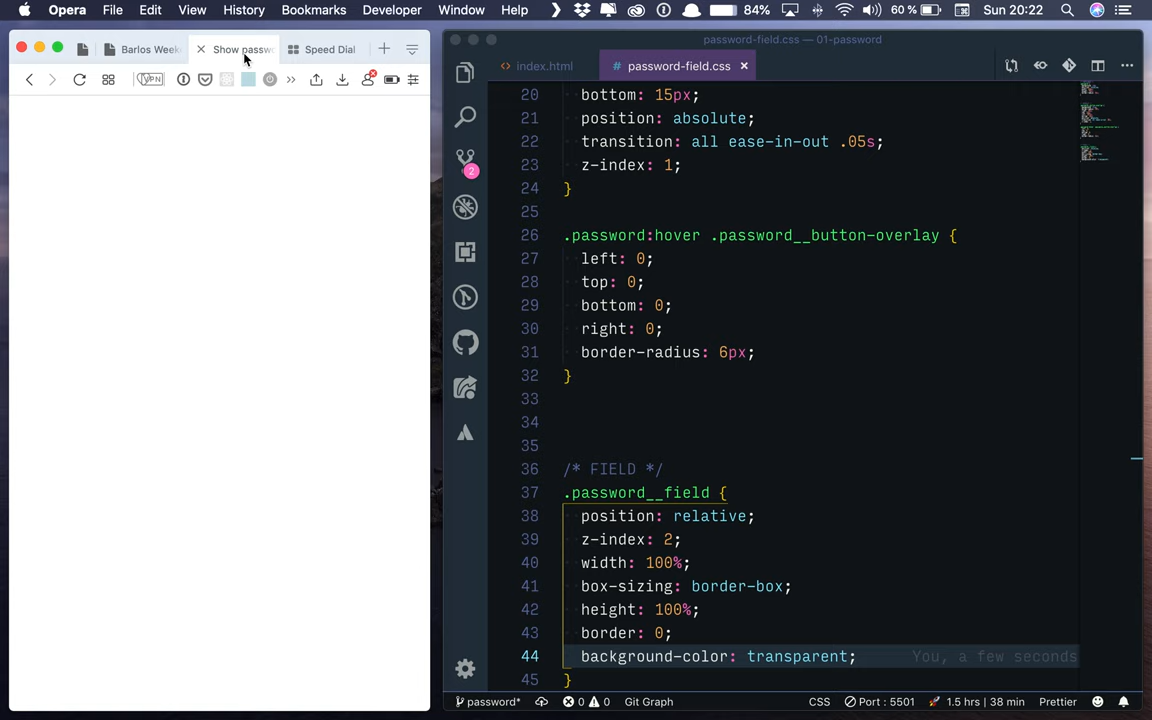 Opera File Edit View History Bookmarks Developer Window Help 84% 60% Sun 20:22
Barlos Week
Show passwo
Speed Dial
VPN
password-field.css — 01-password
index.html
# password-field.css
20 bottom: 15px;
21 position: absolute;
22 transition: all ease-in-out .05s;
23 z-index: 1;
24 }
25
26 .password:hover .password__button-overlay {
27 left: 0;
28 top: 0;
29 bottom: 0;
30 right: 0;
31 border-radius: 6px;
32 }
33
34
35
36 /* FIELD */
37 .password__field {
38 position: relative;
39 z-index: 2;
40 width: 100%;
41 box-sizing: border-box;
42 height: 100%;
43 border: 0;
44 background-color: transparent; You, a few seconds
45 }
2
password* 0 0 Git Graph CSS Port : 5501 1.5 hrs | 38 min Prettier